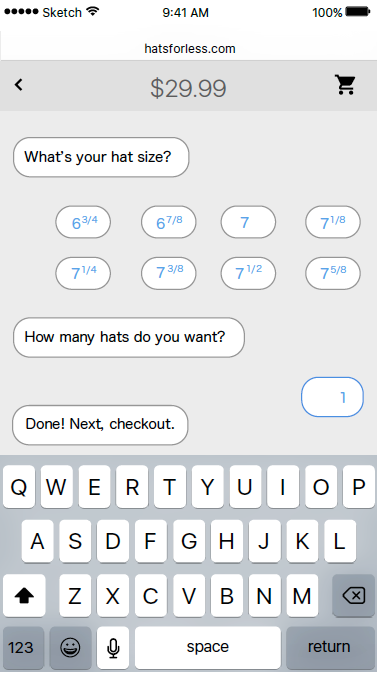 Sketch 9:41 AM 100%
hatsforless.com
$29.99
What's your hat size?
6 3/4 6 7/8 7 7 1/8
7 1/4 7 3/8 7 1/2 7 5/8
How many hats do you want?
1
Done! Next, checkout.
Q W E R T Y U I O P
A S D F G H J K L
Z X C V B N M
123 space return